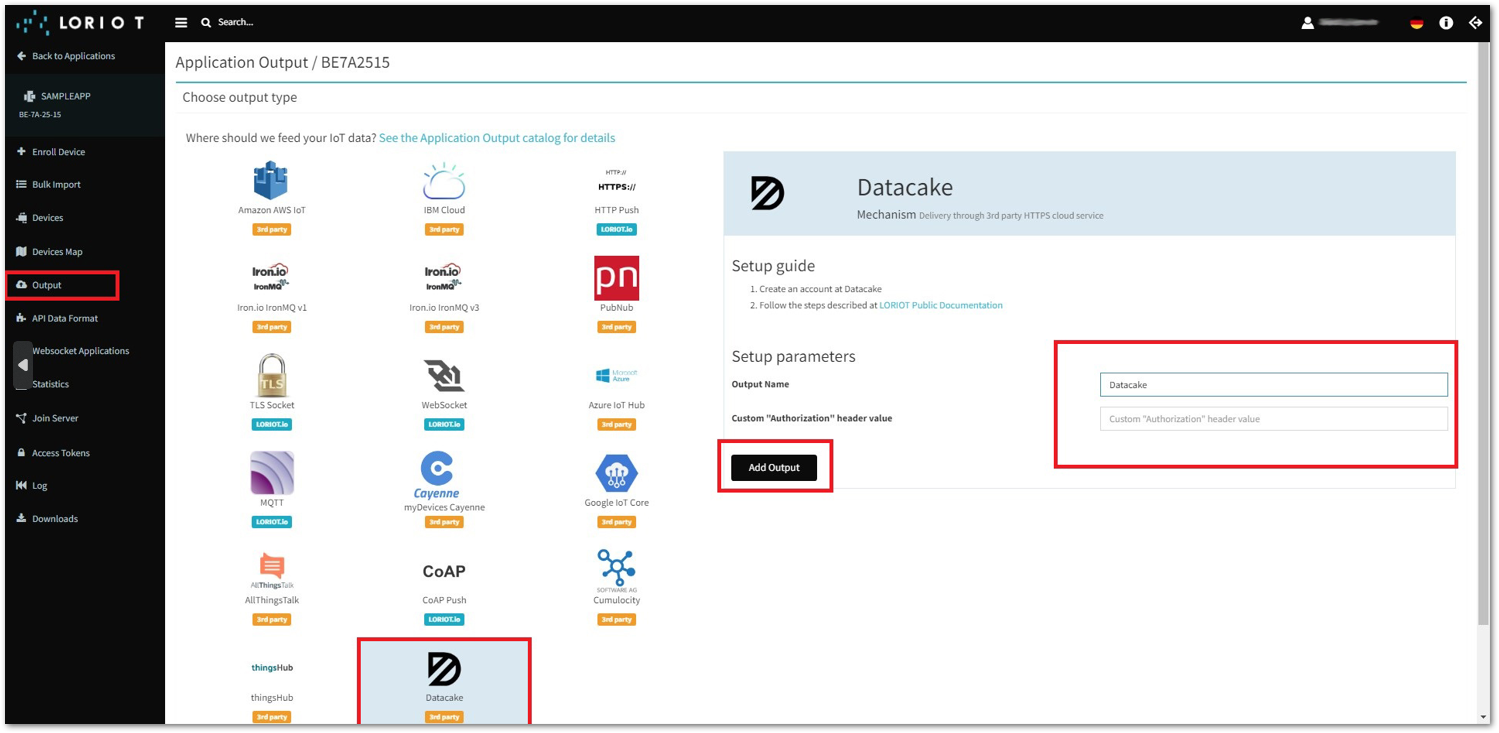 LORIOT
Search...
Back to Applications
SAMPLEAPP
BE-7A-25-15
Enroll Device
Bulk Import
Devices
Devices Map
Output
API Data Format
Websocket Applications
Statistics
Join Server
Access Tokens
Log
Downloads
Application Output / BE7A2515
Choose output type
Where should we feed your IoT data? See the Application Output catalog for details
Amazon AWS IoT
3rd party
IBM Cloud
3rd party
HTTP://
HTTPS://
HTTP Push
LORIOT.io
Iron.io
IronMQ
Iron.io IronMQ v1
3rd party
Iron.io
IronMQ
Iron.io IronMQ v3
3rd party
pn
PubNub
3rd party
TLS
TLS Socket
LORIOT.io
WebSocket
LORIOT.io
Microsoft
Azure
Azure IoT Hub
3rd party
MQTT
LORIOT.io
Cayenne
myDevices Cayenne
3rd party
Google IoT Core
3rd party
AllThingsTalk
AllThingsTalk
3rd party
CoAP
CoAP Push
LORIOT.io
SOFTWARE AG
Cumulocity
3rd party
thingsHub
thingsHub
3rd party
Datacake
3rd party
Datacake
Mechanism Delivery through 3rd party HTTPS cloud service
Setup guide
1. Create an account at Datacake
2. Follow the steps described at LORIOT Public Documentation
Setup parameters
Output Name
Datacake
Custom "Authorization" header value
Custom "Authorization" header value
Add Output